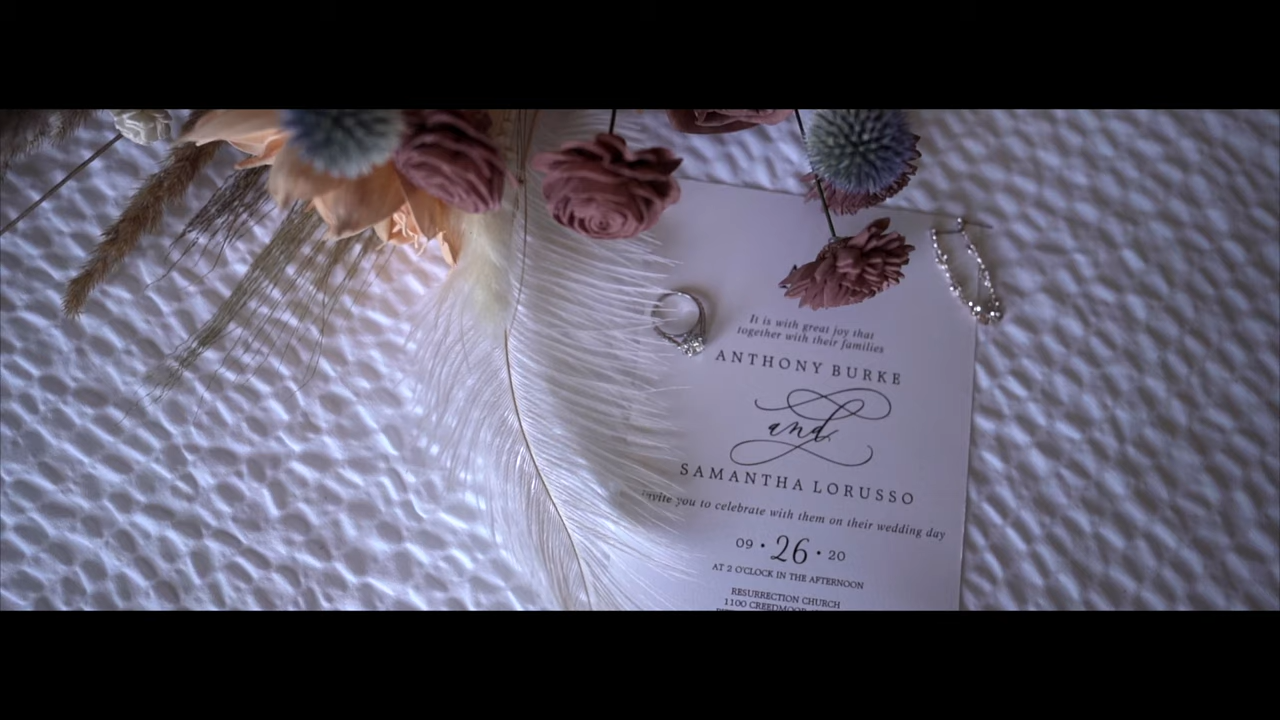 It is with great joy that
together with their families
ANTHONY BURKE
and
SAMANTHA LORUSSO
invite you to celebrate with them on their wedding day
09 · 26 · 20
AT 2 O'CLOCK IN THE AFTERNOON
RESURRECTION CHURCH
1100 CREEDMOOR